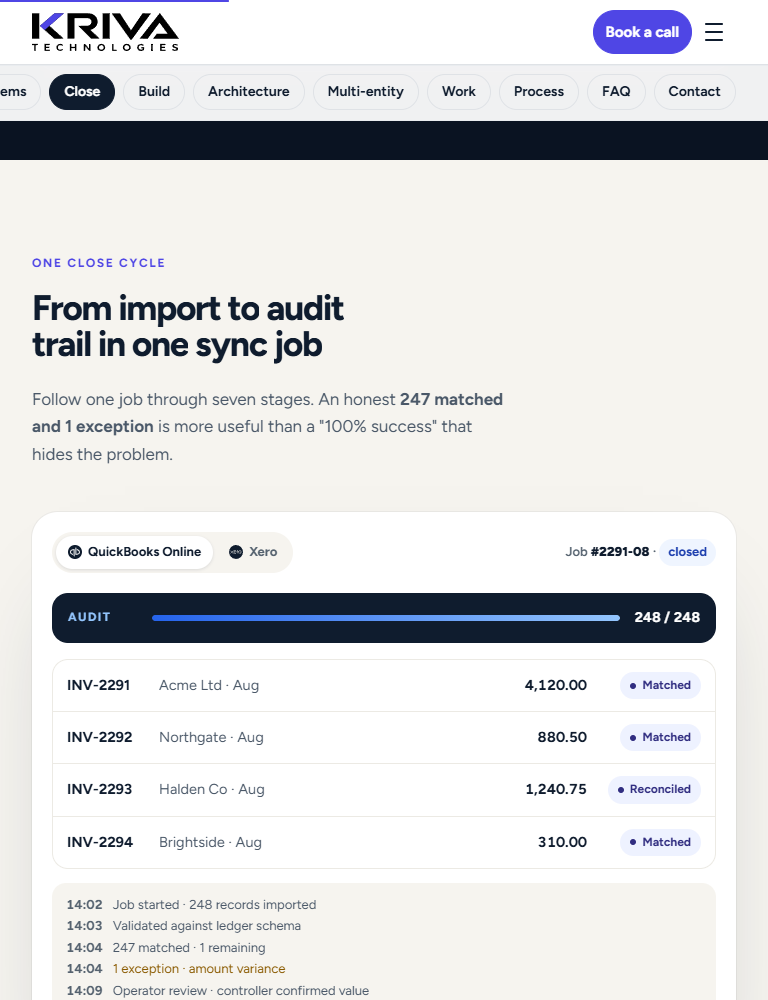 KRIVA
TECHNOLOGIES
Book a call
ems Close Build Architecture Multi-entity Work Process FAQ Contact
ONE CLOSE CYCLE
From import to audit
trail in one sync job
Follow one job through seven stages. An honest 247 matched
and 1 exception is more useful than a "100% success" that
hides the problem.
QuickBooks Online Xero Job #2291-08 · closed
AUDIT 248 / 248
INV-2291 Acme Ltd · Aug 4,120.00 Matched
INV-2292 Northgate · Aug 880.50 Matched
INV-2293 Halden Co · Aug 1,240.75 Reconciled
INV-2294 Brightside · Aug 310.00 Matched
14:02 Job started · 248 records imported
14:03 Validated against ledger schema
14:04 247 matched · 1 remaining
14:04 1 exception · amount variance
14:09 Operator review · controller confirmed value